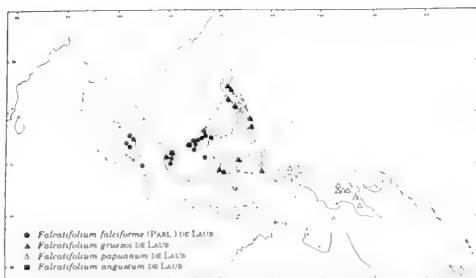 Falcatifolium falciforme (PARL.) DE LAUB
Falcatifolium gruezoi DE LAUB
Falcatifolium papuanum DE LAUB
Falcatifolium angustum DE LAUB